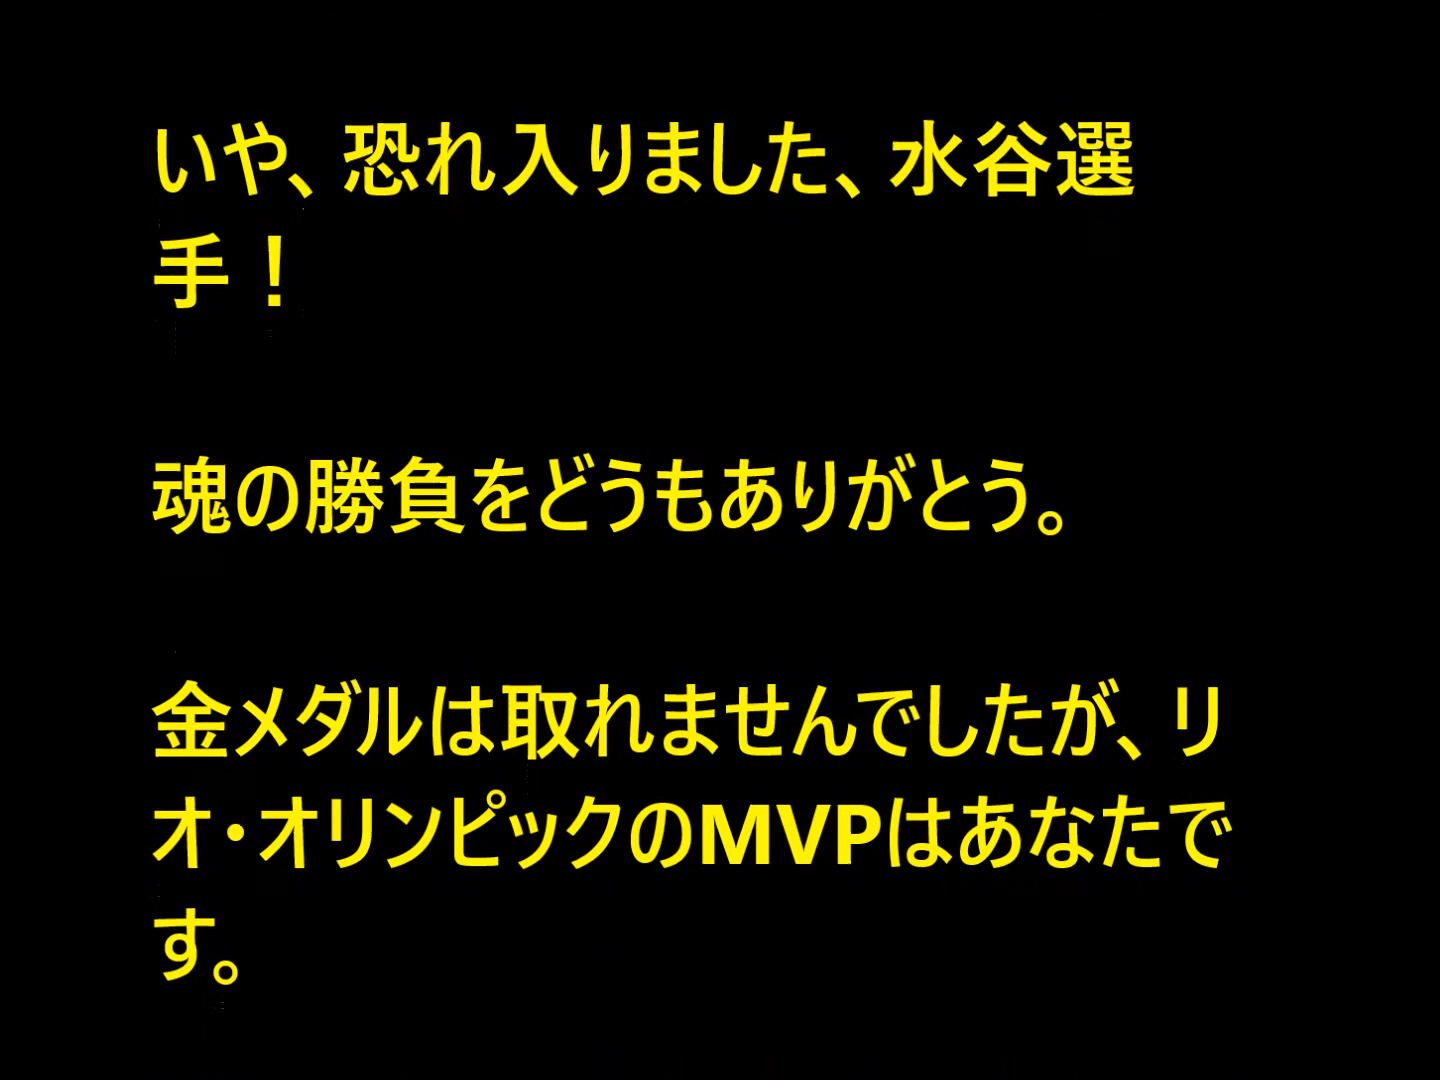 いや、恐れ入りました、水谷選
手！
魂の勝負をどうもありがとう。
金メダルは取れませんでしたが、リ
オ・オリンピックのMVPはあなたで
す。